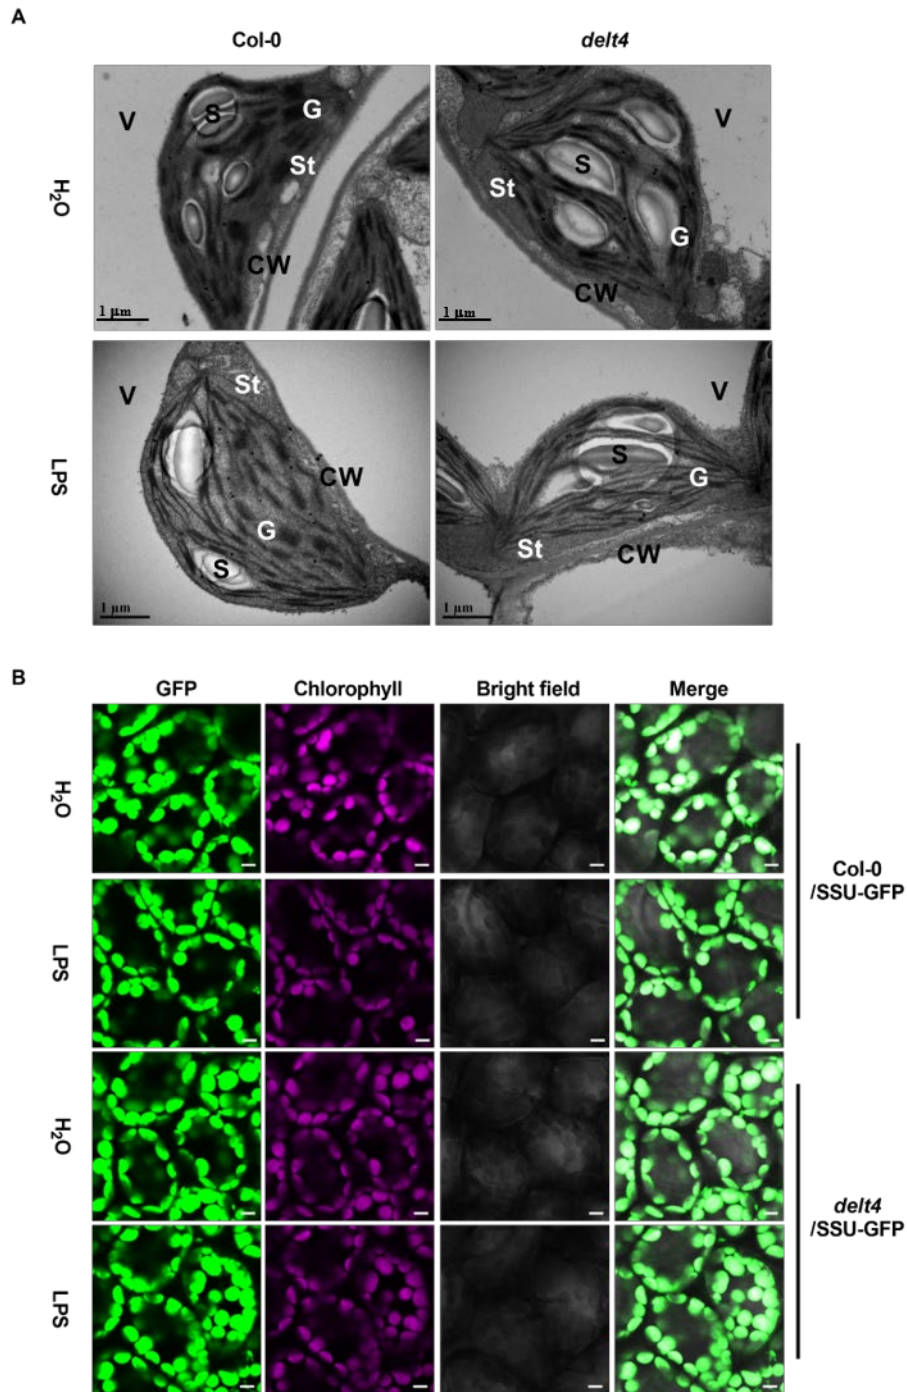 A
Col-0
delt4
H₂O
V
S
G
St
CW
1 μm
V
S
St
G
CW
1 μm
LPS
V
St
CW
G
S
1 μm
V
S
G
St
CW
1 μm
B
GFP
Chlorophyll
Bright field
Merge
H₂O
LPS
Col-0
/SSU-GFP
H₂O
LPS
delt4
/SSU-GFP